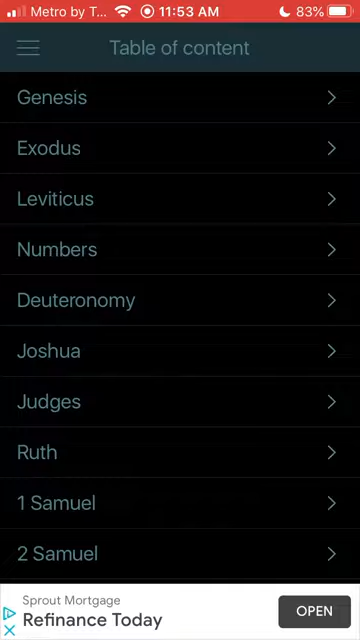 Metro by T... 11:53 AM 83%
Table of content
Genesis
Exodus
Leviticus
Numbers
Deuteronomy
Joshua
Judges
Ruth
1 Samuel
2 Samuel
Sprout Mortgage
Refinance Today
OPEN